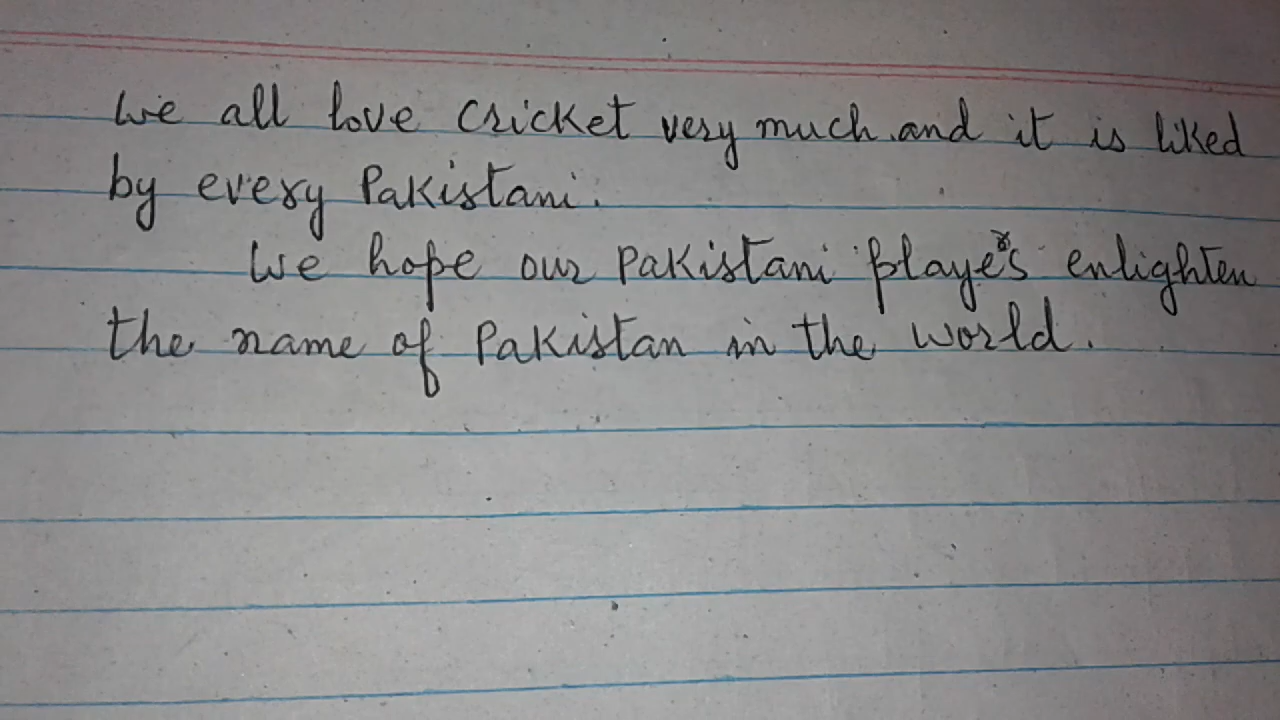 We all love cricket very much and it is liked
by every Pakistani.
We hope our Pakistani players enlighten
the name of Pakistan in the world.